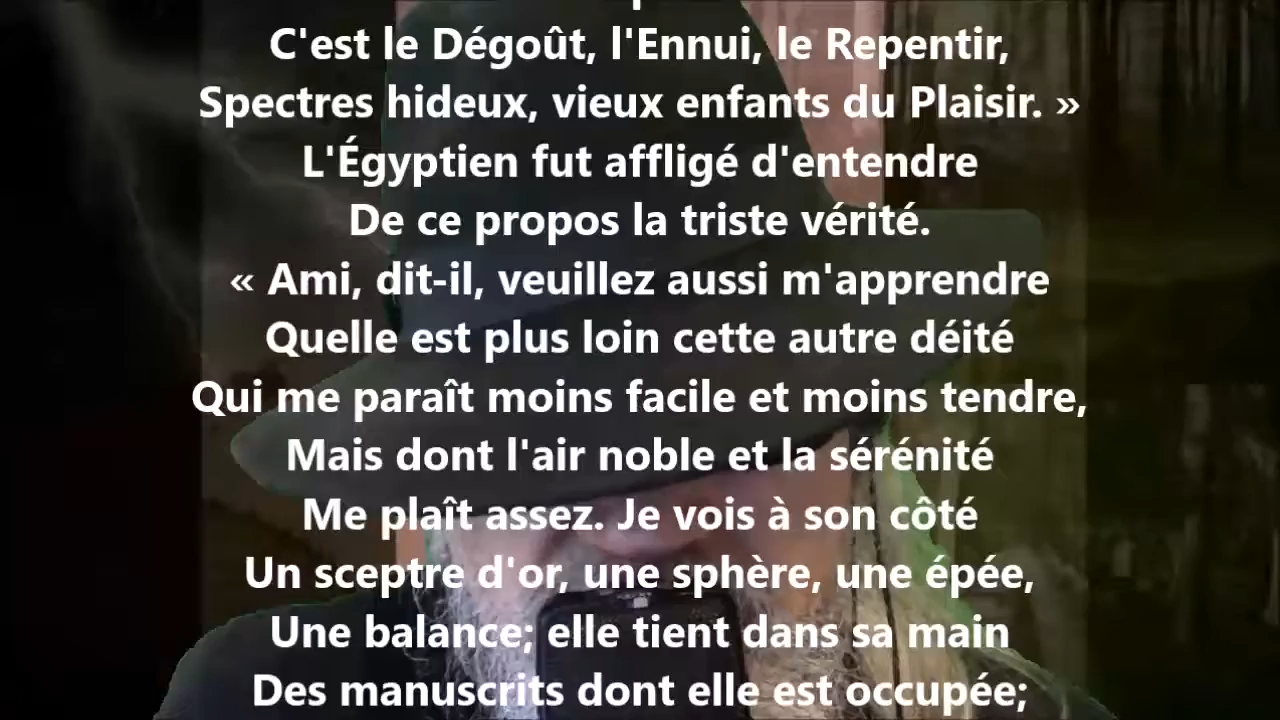 C'est le Dégoût, l'Ennui, le Repentir,
Spectres hideux, vieux enfants du Plaisir. »
L'Égyptien fut affligé d'entendre
De ce propos la triste vérité.
« Ami, dit-il, veuillez aussi m'apprendre
Quelle est plus loin cette autre déité
Qui me paraît moins facile et moins tendre,
Mais dont l'air noble et la sérénité
Me plaît assez. Je vois à son côté
Un sceptre d'or, une sphère, une épée,
Une balance; elle tient dans sa main
Des manuscrits dont elle est occupée;